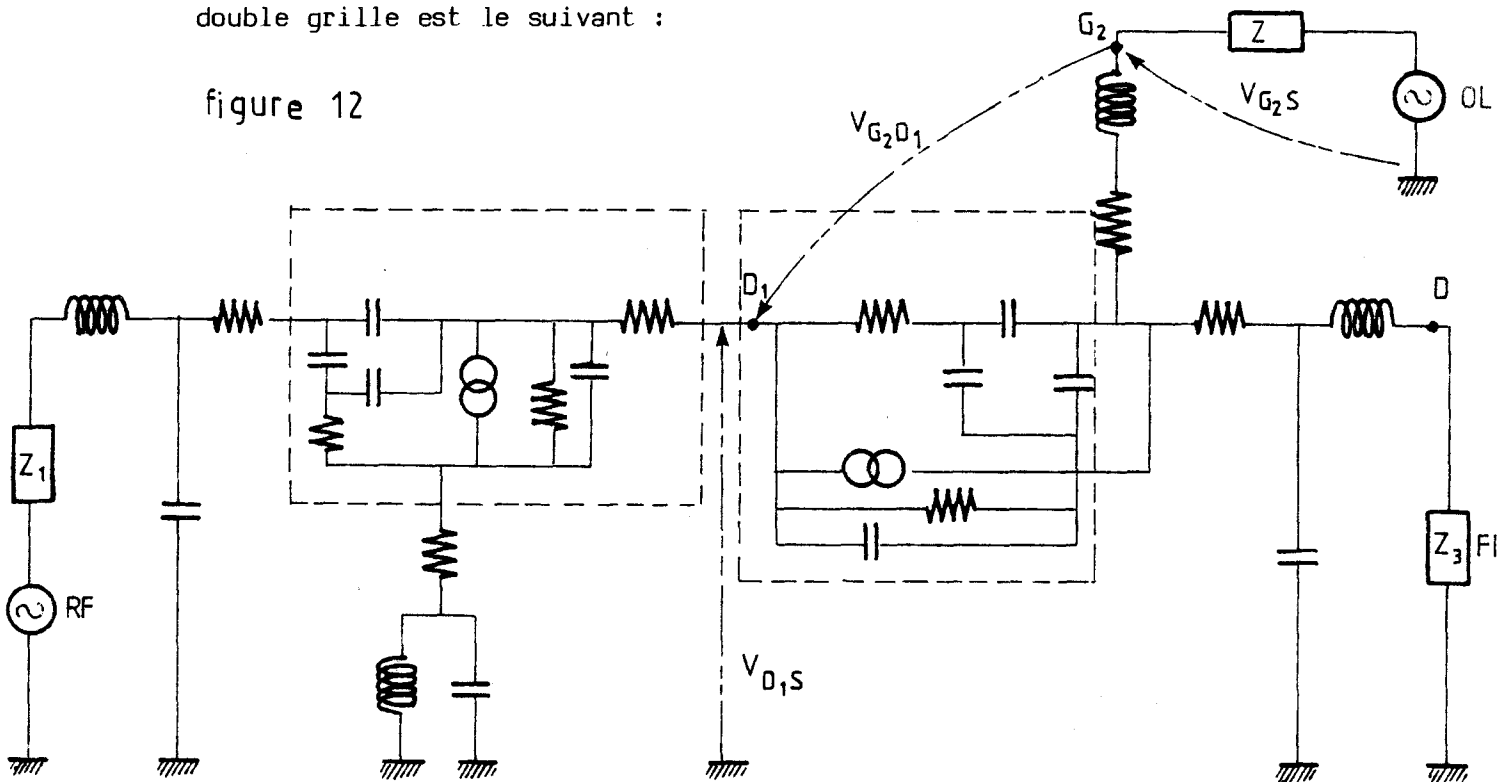 double grille est le suivant :
figure 12
G2
Z
OL
VG2S
VG2D1
D1
D
Z1
RF
VD1S
Z3
FI